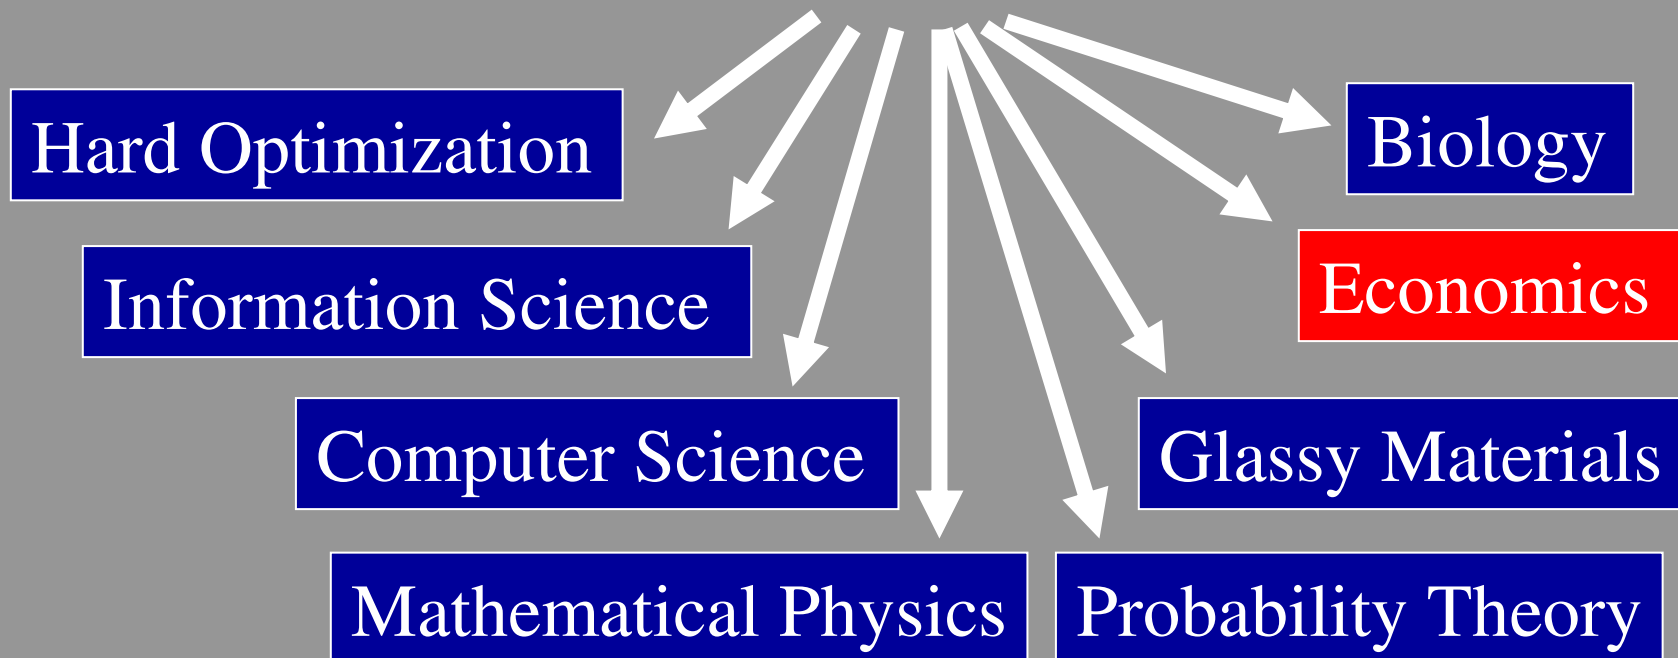 Hard Optimization
Biology
Information Science
Economics
Computer Science
Glassy Materials
Mathematical Physics
Probability Theory